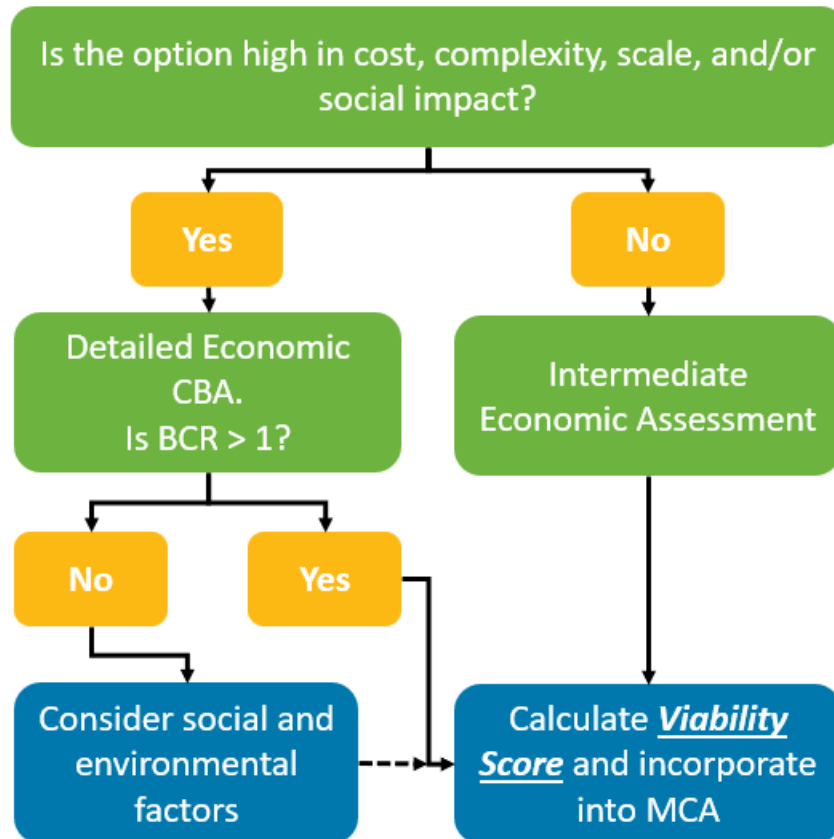 Is the option high in cost, complexity, scale, and/or
social impact?
Yes
No
Detailed Economic
CBA.
Is BCR > 1?
Intermediate
Economic Assessment
No
Yes
Consider social and
environmental
factors
Calculate Viability
Score and incorporate
into MCA